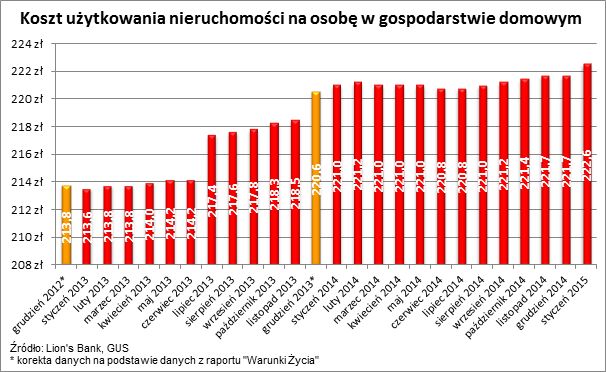 Koszt użytkowania nieruchomości na osobę w gospodarstwie domowym
224 zł
222 zł
220 zł
218 zł
216 zł
214 zł
212 zł
210 zł
208 zł
213,8
213,6
213,8
213,8
214,0
214,2
214,2
217,4
217,6
217,8
218,3
218,5
220,6
221,0
221,2
221,0
221,0
221,0
220,8
220,8
221,0
221,2
221,4
221,7
221,7
222,6
grudzień 2012*
styczeń 2013
luty 2013
marzec 2013
kwiecień 2013
maj 2013
czerwiec 2013
lipiec 2013
sierpień 2013
wrzesień 2013
październik 2013
listopad 2013
grudzień 2013*
styczeń 2014
luty 2014
marzec 2014
kwiecień 2014
maj 2014
czerwiec 2014
lipiec 2014
sierpień 2014
wrzesień 2014
październik 2014
listopad 2014
grudzień 2014
styczeń 2015
Źródło: Lion's Bank, GUS
* korekta danych na podstawie danych z raportu "Warunki Życia"